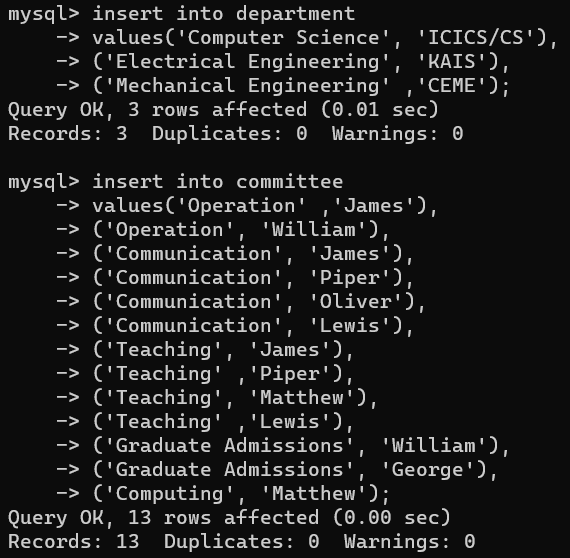 mysql> insert into department
    -> values('Computer Science', 'ICICS/CS'),
    -> ('Electrical Engineering', 'KAIS'),
    -> ('Mechanical Engineering' ,'CEME');
Query OK, 3 rows affected (0.01 sec)
Records: 3  Duplicates: 0  Warnings: 0

mysql> insert into committee
    -> values('Operation' ,'James'),
    -> ('Operation', 'William'),
    -> ('Communication', 'James'),
    -> ('Communication', 'Piper'),
    -> ('Communication', 'Oliver'),
    -> ('Communication', 'Lewis'),
    -> ('Teaching', 'James'),
    -> ('Teaching' ,'Piper'),
    -> ('Teaching', 'Matthew'),
    -> ('Teaching' ,'Lewis'),
    -> ('Graduate Admissions', 'William'),
    -> ('Graduate Admissions', 'George'),
    -> ('Computing', 'Matthew');
Query OK, 13 rows affected (0.00 sec)
Records: 13  Duplicates: 0  Warnings: 0